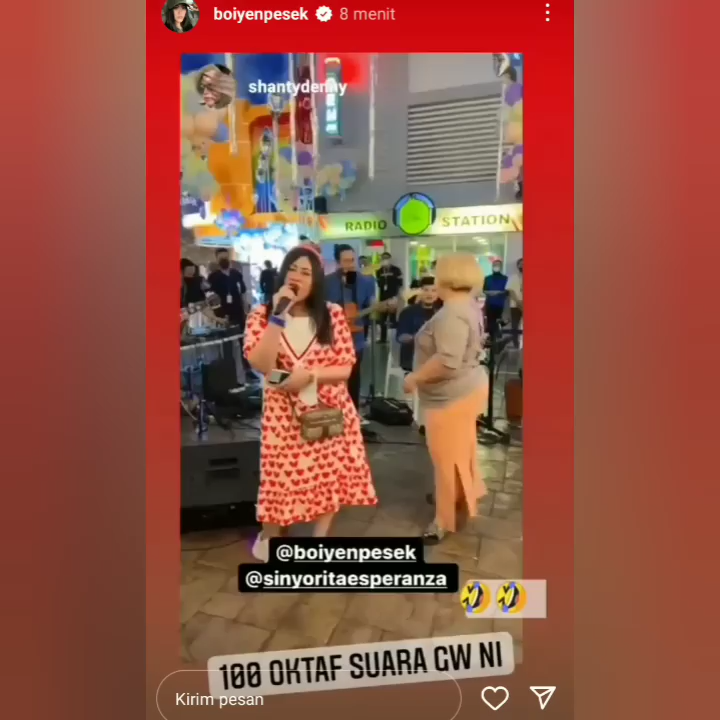 boiyenpesek 8 menit
shantydenny
RADIO STATION
@boiyenpesek
@sinyoritaesperanza
100 OKTAF SUARA GW NI
Kirim pesan